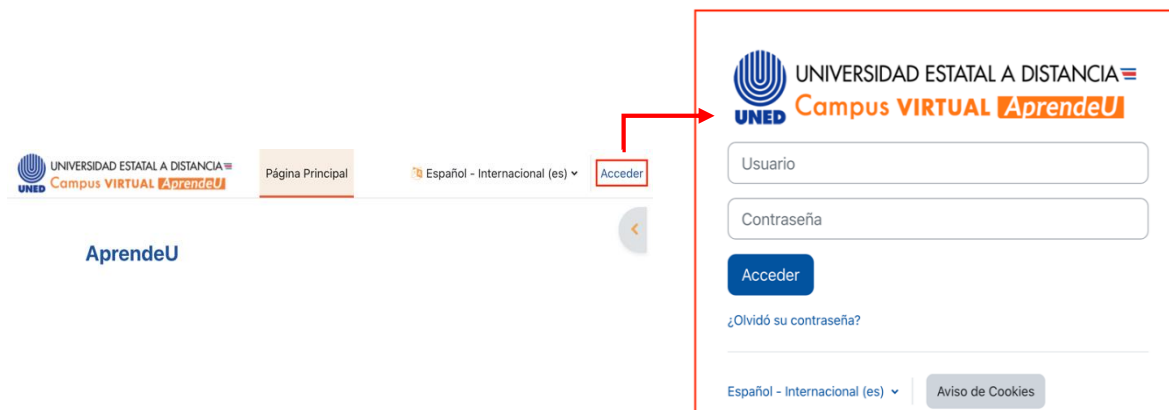 UNIVERSIDAD ESTATAL A DISTANCIA
UNED
Campus VIRTUAL AprendeU
Página Principal
Español - Internacional (es)
Acceder
AprendeU
UNIVERSIDAD ESTATAL A DISTANCIA
UNED
Campus VIRTUAL AprendeU
Usuario
Contraseña
Acceder
¿Olvidó su contraseña?
Español - Internacional (es)
Aviso de Cookies